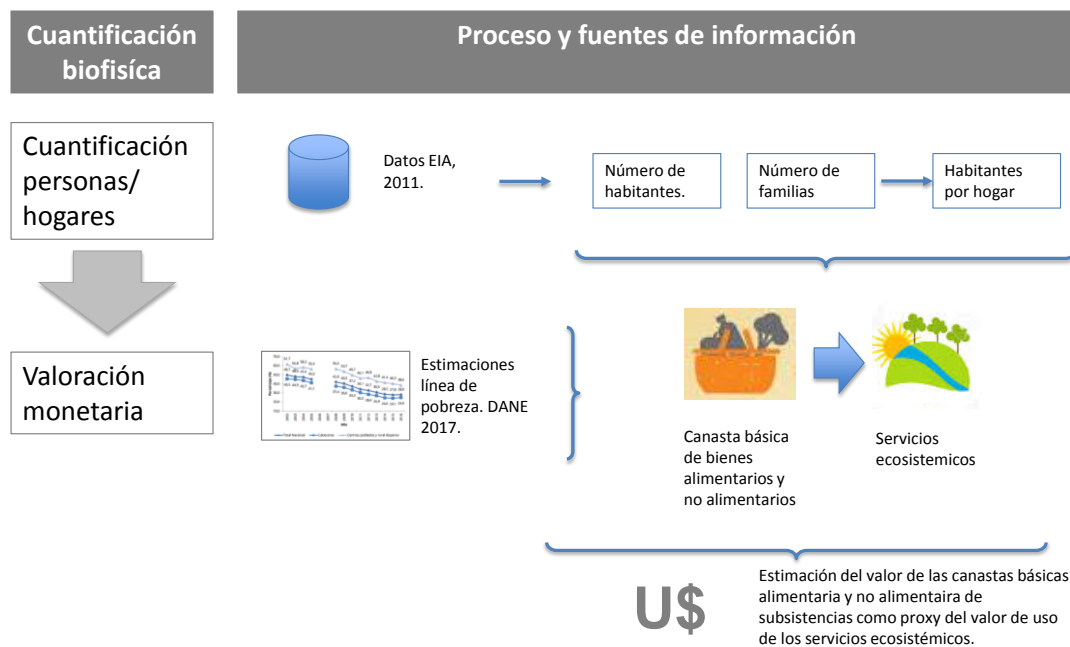 Cuantificación
biofisíca
Proceso y fuentes de información
Cuantificación
personas/
hogares
Datos EIA,
2011.
Número de
habitantes.
Número de
familias
Habitantes
por hogar
Valoración
monetaria
Estimaciones
línea de
pobreza. DANE
2017.
Canasta básica
de bienes
alimentarios y
no alimentarios
Servicios
ecosistemicos
U$
Estimación del valor de las canastas básicas
alimentaria y no alimentaira de
subsistencias como proxy del valor de uso
de los servicios ecosistémicos.